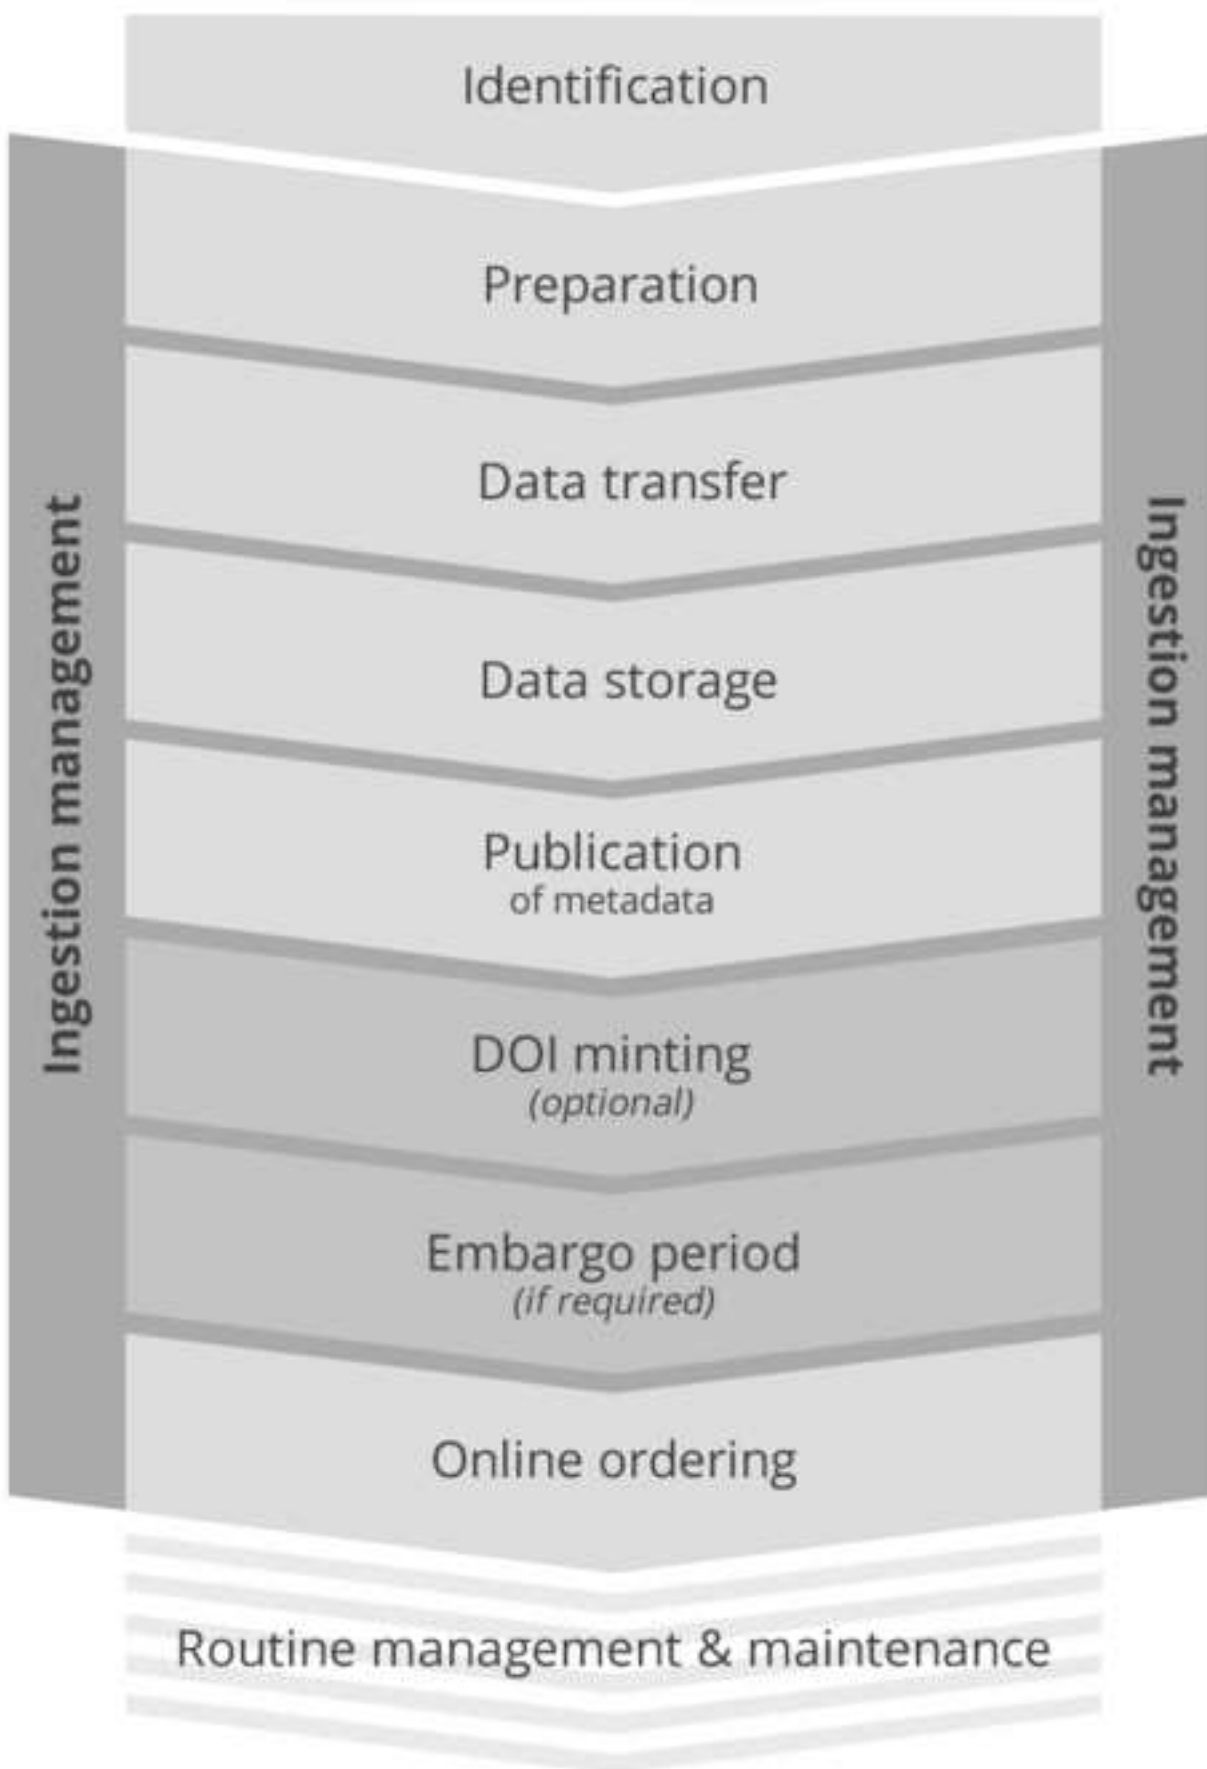 Identification
Preparation
Data transfer
Data storage
Publication
of metadata
DOI minting
(optional)
Embargo period
(if required)
Online ordering
Routine management & maintenance
Ingestion management
Ingestion management